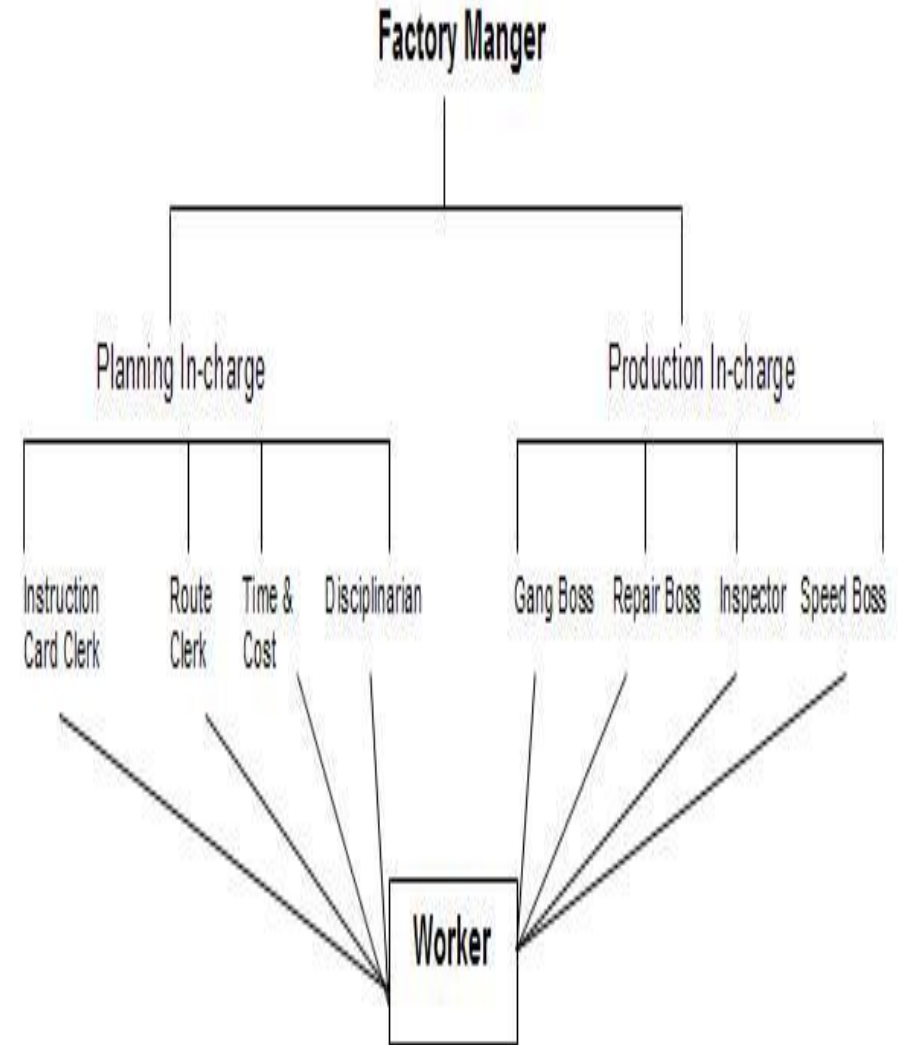 Factory Manger
Planning In-charge
Production In-charge
Instruction
Card Clerk
Route
Clerk
Time &
Cost
Disciplinarian
Gang Boss
Repair Boss
Inspector
Speed Boss
Worker